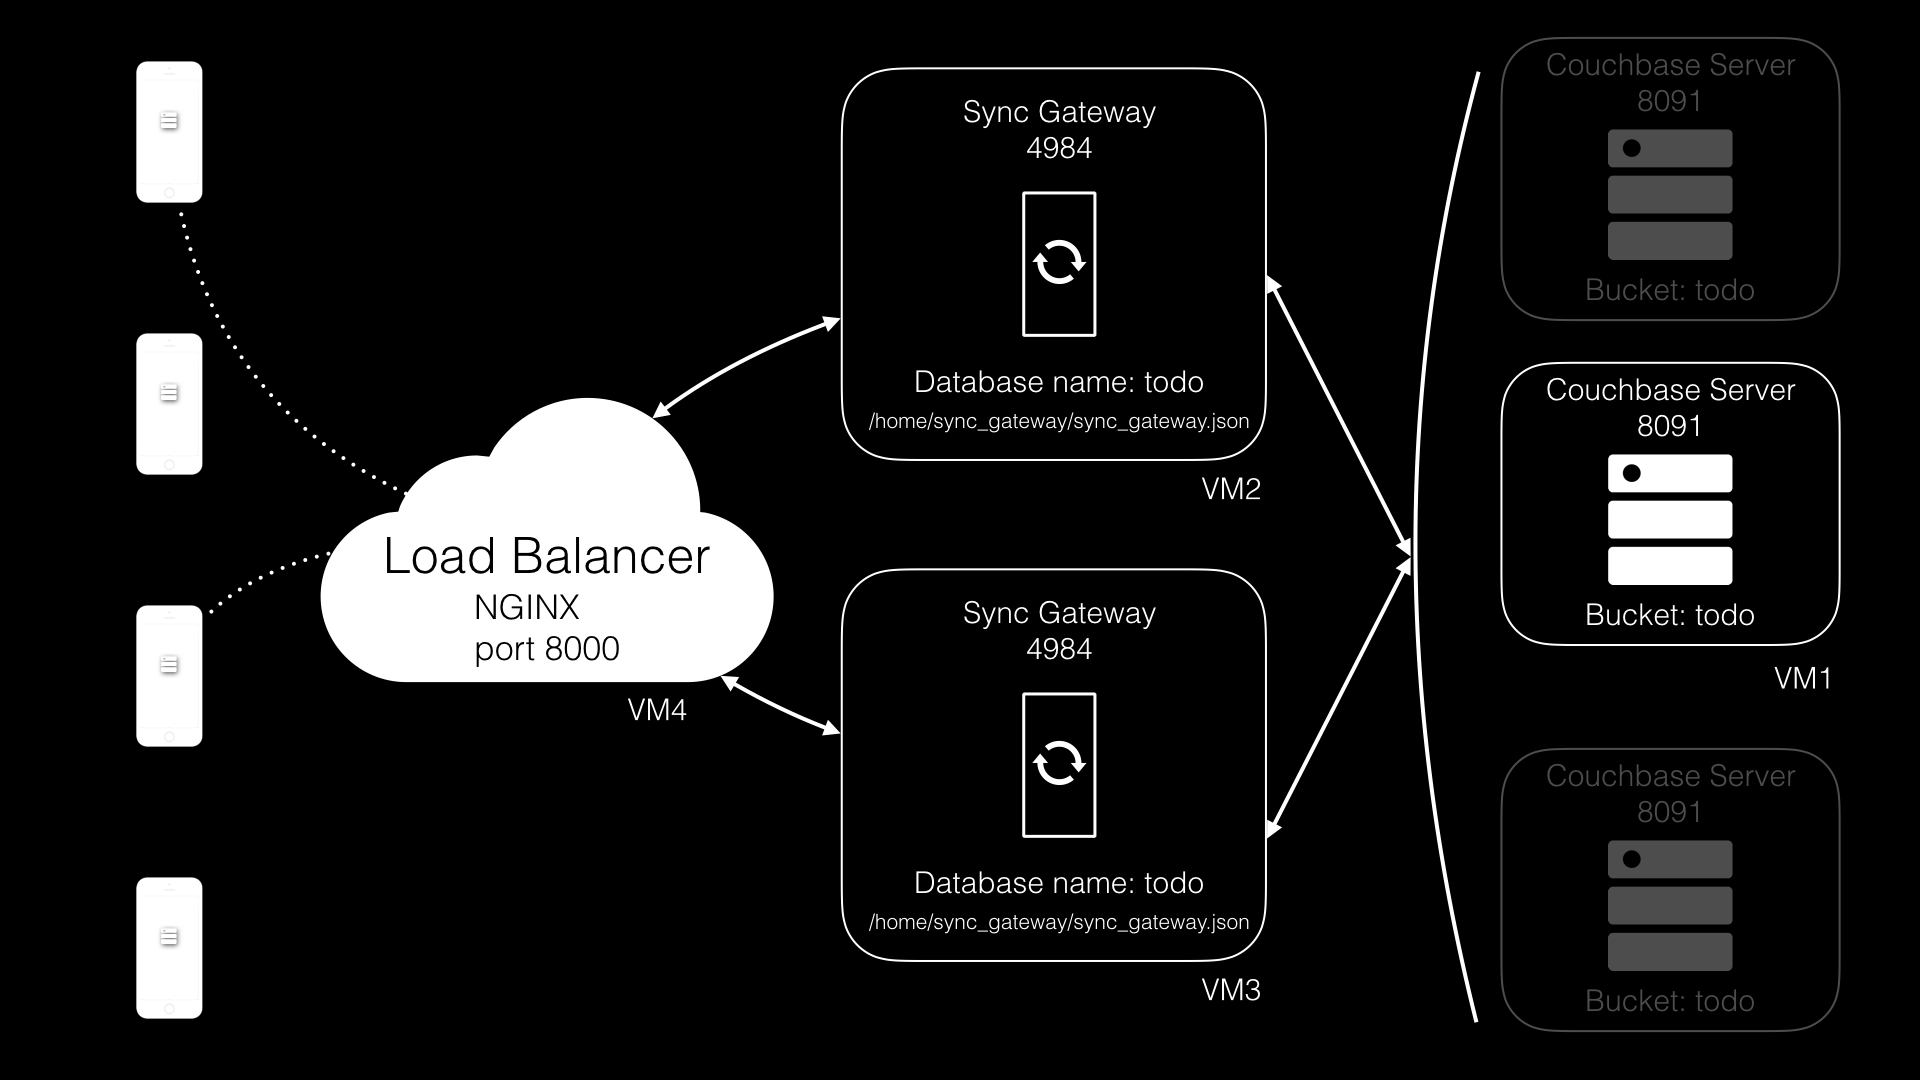 Load Balancer
NGINX
port 8000
VM4
Sync Gateway
4984
Database name: todo
/home/sync_gateway/sync_gateway.json
VM2
Sync Gateway
4984
Database name: todo
/home/sync_gateway/sync_gateway.json
VM3
Couchbase Server
8091
Bucket: todo
Couchbase Server
8091
Bucket: todo
VM1
Couchbase Server
8091
Bucket: todo